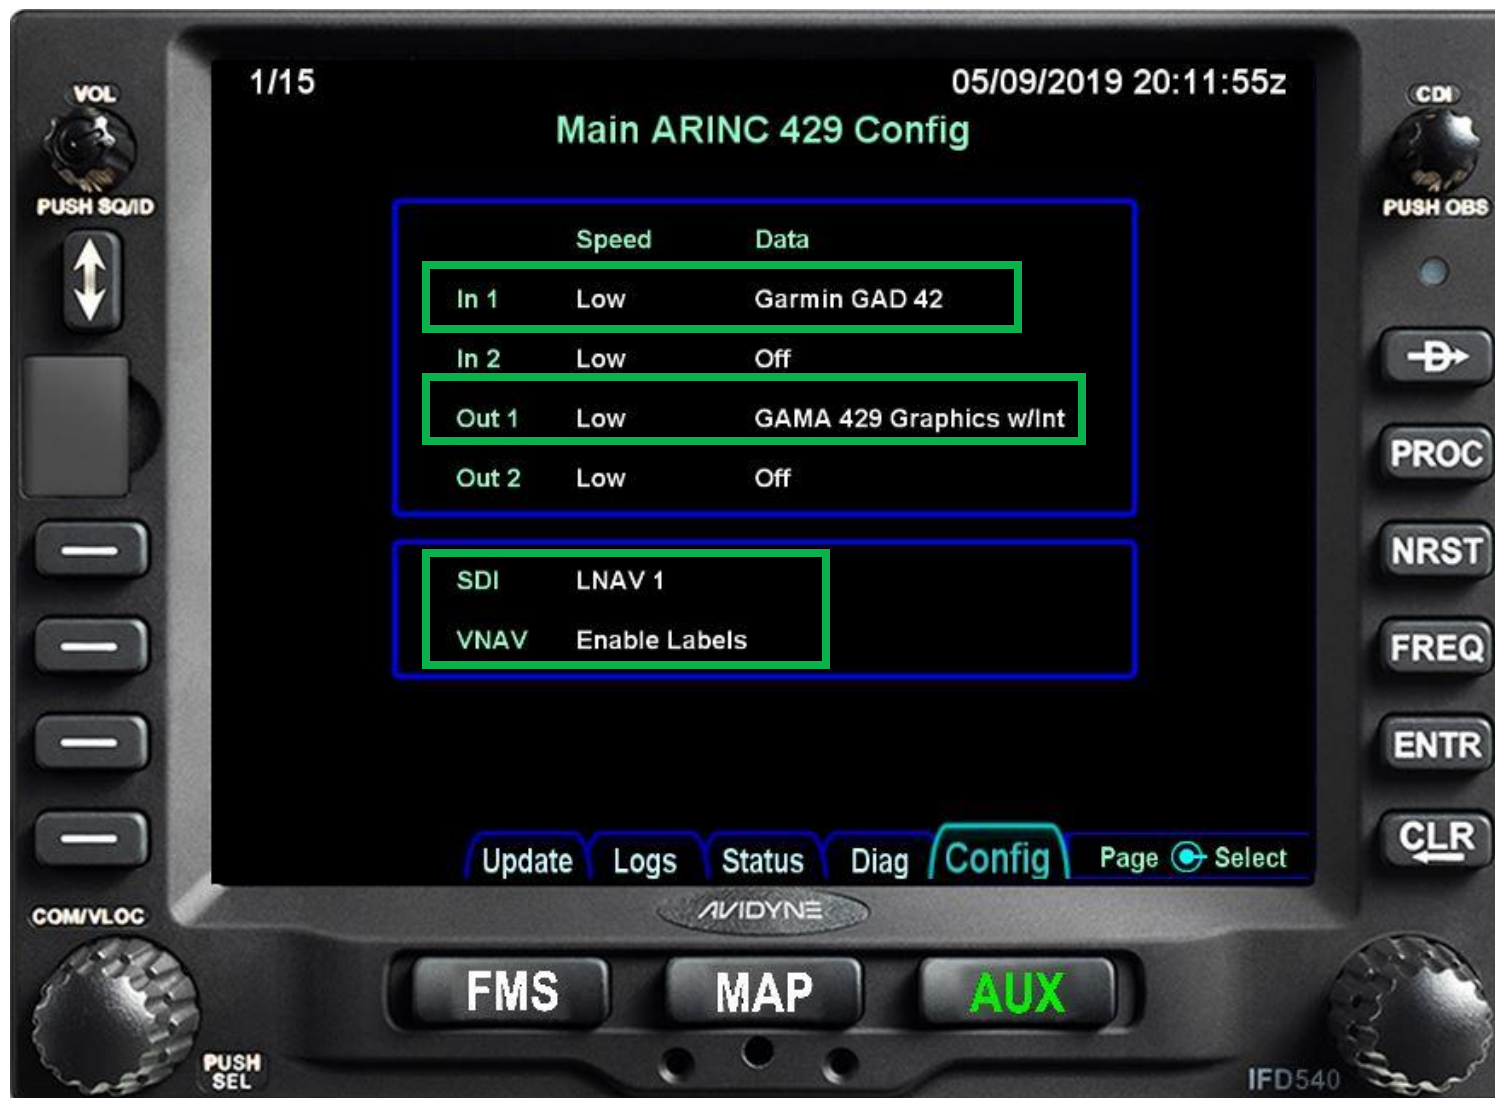 1/15 05/09/2019 20:11:55z
Main ARINC 429 Config
VOL
PUSH SQ/ID
CDI
PUSH OBS
Speed Data
In 1 Low Garmin GAD 42
In 2 Low Off
Out 1 Low GAMA 429 Graphics w/Int
Out 2 Low Off
SDI LNAV 1
VNAV Enable Labels
D
PROC
NRST
FREQ
ENTR
CLR
Update Logs Status Diag Config Page Select
AVIDYNE
COM/VLOC
FMS MAP AUX
PUSH
SEL
IFD540